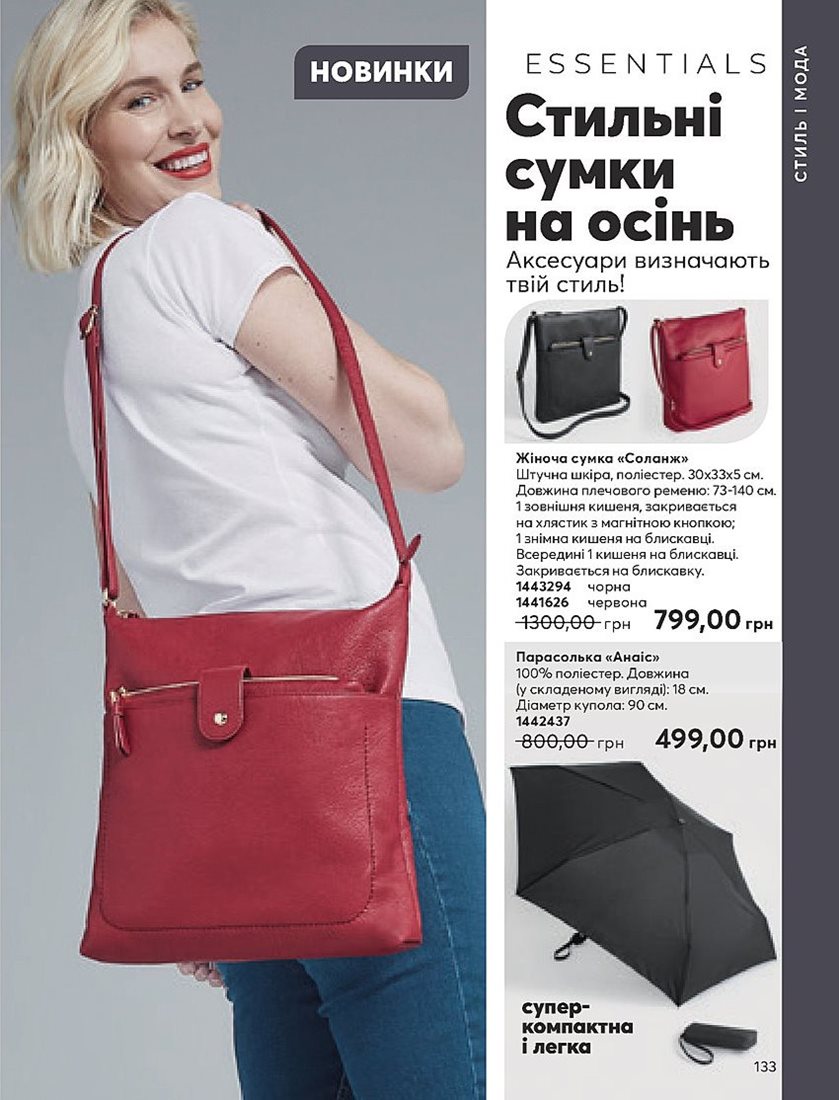 НОВИНКИ
ESSENTIALS
Стильні
сумки
на осінь
Аксесуари визначають
твій стиль!
СТИЛЬ І МОДА
Жіноча сумка «Соланж»
Штучна шкіра, поліестер. 30х33х5 см.
Довжина плечового ременю: 73-140 см.
1 зовнішня кишеня, закривається
на хлястик з магнітною кнопкою;
1 знімна кишеня на блискавці.
Всередині 1 кишеня на блискавці.
Закривається на блискавку.
1443294 чорна
1441626 червона
1300,00 грн 799,00 грн
Парасолька «Анаіс»
100% поліестер. Довжина
(у складеному вигляді): 18 см.
Діаметр купола: 90 см.
1442437
800,00 грн 499,00 грн
супер-
компактна
і легка
133